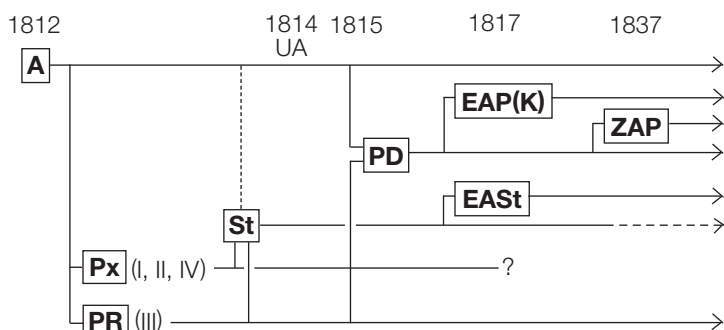 1812 1814 1815 1817 1837
UA
A
EAP(K)
ZAP
PD
EASt
St
Px (I, II, IV) ?
PR (III)